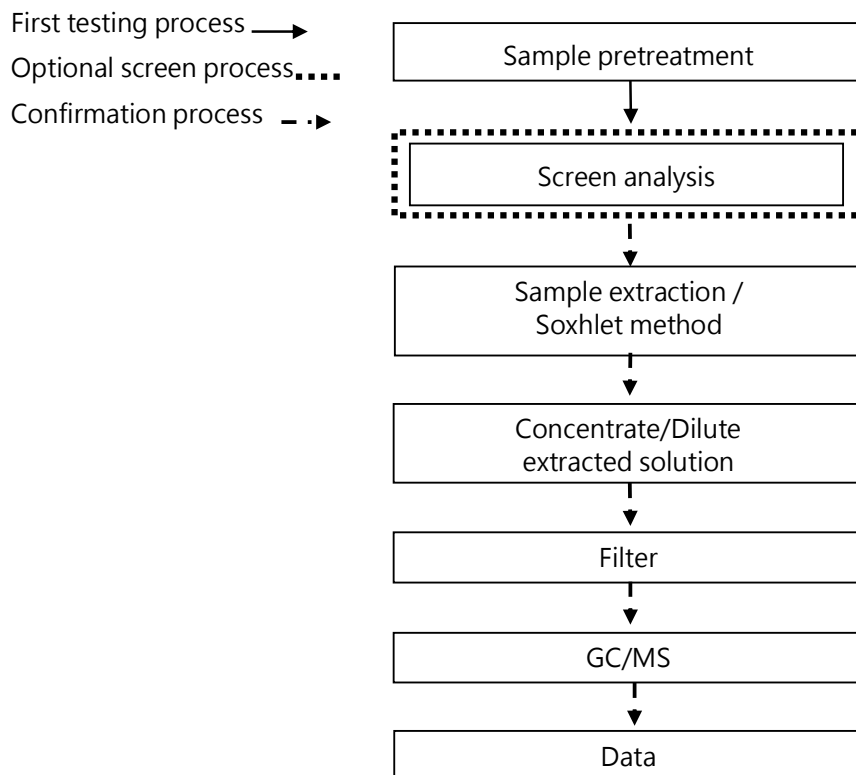 First testing process
Optional screen process
Confirmation process
Sample pretreatment
Screen analysis
Sample extraction /
Soxhlet method
Concentrate/Dilute
extracted solution
Filter
GC/MS
Data